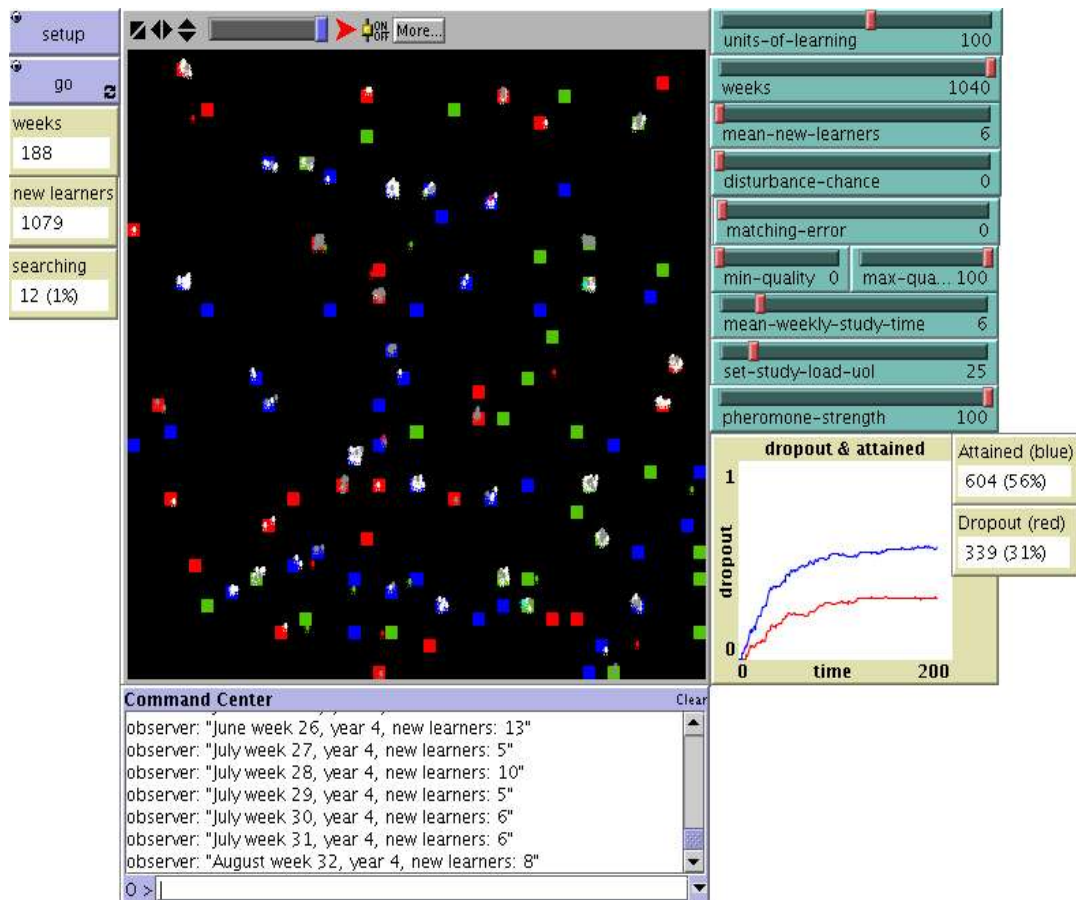 setup
go
weeks
188
new learners
1079
searching
12 (1%)
ON
OFF
More...
units-of-learning 100
weeks 1040
mean-new-learners 6
disturbance-chance 0
matching-error 0
min-quality 0 max-qua... 100
mean-weekly-study-time 6
set-study-load-uol 25
pheromone-strength 100
dropout & attained
1
dropout
0
0 time 200
Attained (blue)
604 (56%)
Dropout (red)
339 (31%)
Command Center Clear
observer: "June week 26, year 4, new learners: 13"
observer: "July week 27, year 4, new learners: 5"
observer: "July week 28, year 4, new learners: 10"
observer: "July week 29, year 4, new learners: 5"
observer: "July week 30, year 4, new learners: 6"
observer: "July week 31, year 4, new learners: 6"
observer: "August week 32, year 4, new learners: 8"
O >